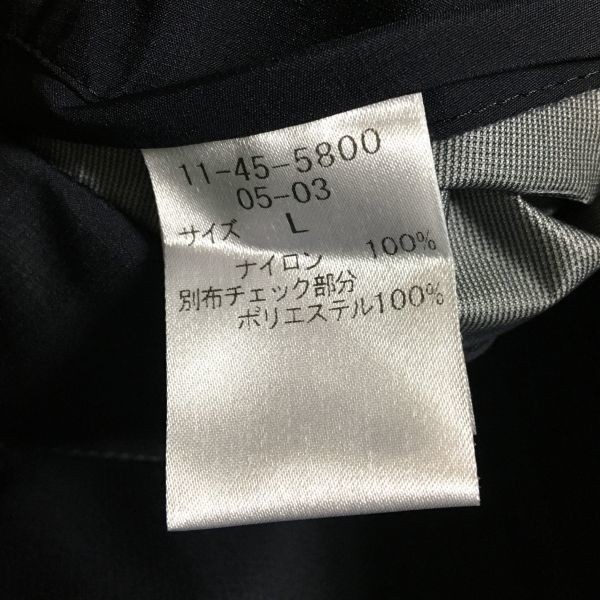 11-45-5800
05-03
サイズ L
ナイロン 100%
別布チェック部分
ポリエステル100%